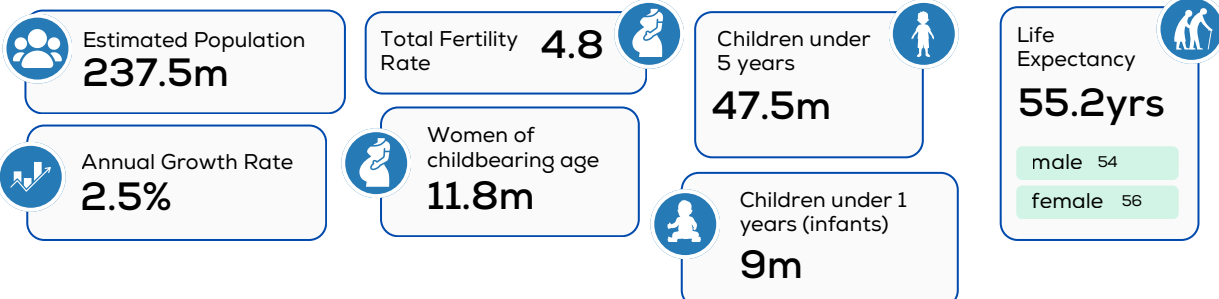 Estimated Population
237.5m
Annual Growth Rate
2.5%
Total Fertility
Rate
4.8
Women of
childbearing age
11.8m
Children under
5 years
47.5m
Children under 1
years (infants)
9m
Life
Expectancy
55.2yrs
male 54
female 56